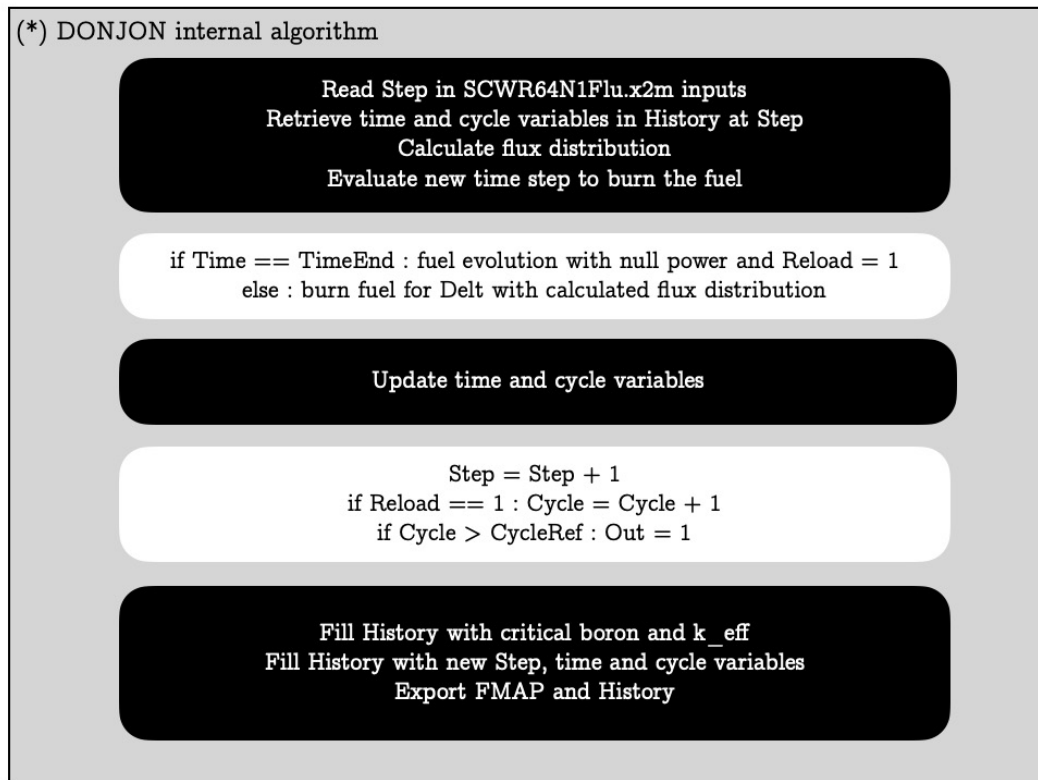 (*) DONJON internal algorithm
Read Step in SCWR64N1Flu.x2m inputs
Retrieve time and cycle variables in History at Step
Calculate flux distribution
Evaluate new time step to burn the fuel
if Time == TimeEnd : fuel evolution with null power and Reload = 1
else : burn fuel for Delt with calculated flux distribution
Update time and cycle variables
Step = Step + 1
if Reload == 1 : Cycle = Cycle + 1
if Cycle > CycleRef : Out = 1
Fill History with critical boron and k_eff
Fill History with new Step, time and cycle variables
Export FMAP and History